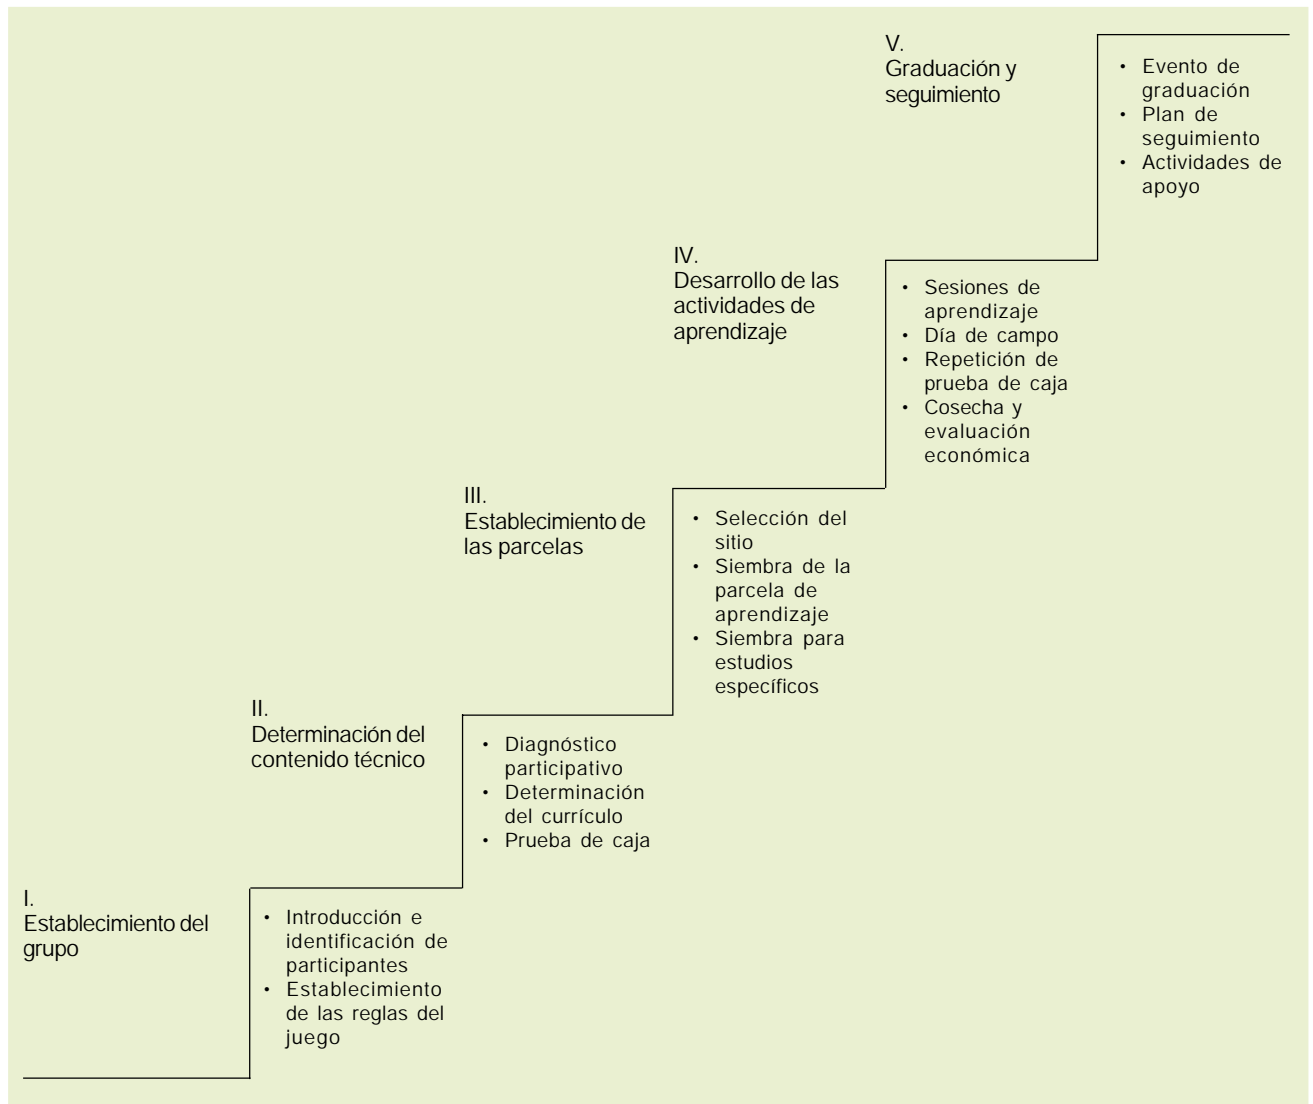 I.
Establecimiento del
grupo
• Introducción e
identificación de
participantes
• Establecimiento
de las reglas del
juego
II.
Determinación del
contenido técnico
• Diagnóstico
participativo
• Determinación
del currículo
• Prueba de caja
III.
Establecimiento de
las parcelas
• Selección del
sitio
• Siembra de la
parcela de
aprendizaje
• Siembra para
estudios
específicos
IV.
Desarrollo de las
actividades de
aprendizaje
• Sesiones de
aprendizaje
• Día de campo
• Repetición de
prueba de caja
• Cosecha y
evaluación
económica
V.
Graduación y
seguimiento
• Evento de
graduación
• Plan de
seguimiento
• Actividades de
apoyo